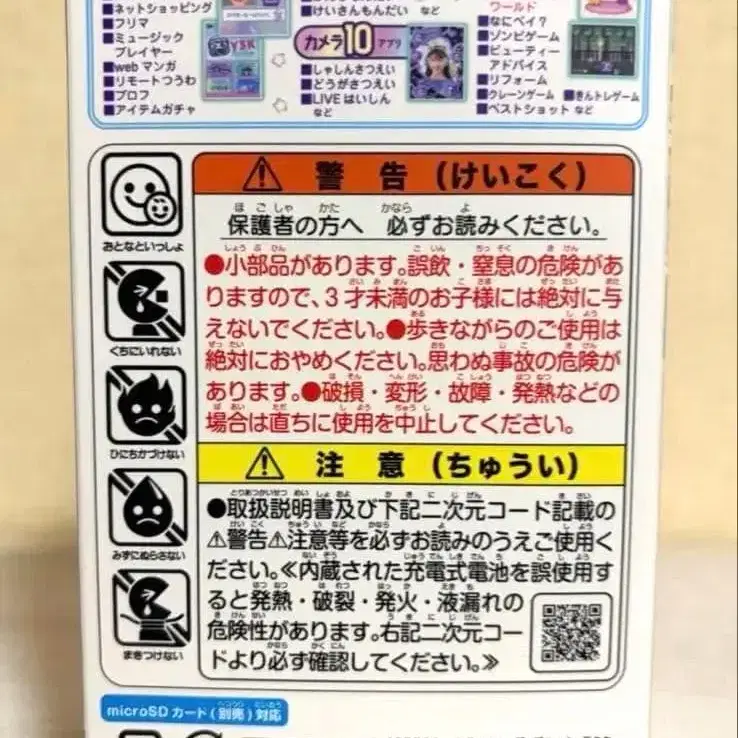 ネットショッピング
フリマ
ミュージック
プレイヤー
webマンガ
リモートつうわ
プロフ
アイテムガチャ
けいさんもんだい など
カメラ10アプリ
しゃしんさつえい
どうがさつえい
LIVEはいしん
など
ワールド
なにペイ?
ゾンビゲーム
ビューティー
アドバイス
リフォーム
クレーンゲーム ■きんトレゲーム
ベストショット など
おとなといっしょ
くちにいれない
ひにちかづけない
みずにぬらさない
まきつけない
⚠ 警告(けいこく)
保護者の方へ 必ずお読みください。
●小部品があります。誤飲・窒息の危険があ
りますので、3才未満のお子様には絶対に与
えないでください。●歩きながらのご使用は
絶対におやめください。思わぬ事故の危険が
あります。●破損・変形・故障・発熱などの
場合は直ちに使用を中止してください。
⚠ 注意(ちゅうい)
●取扱説明書及び下記二次元コード記載の
⚠警告⚠注意等を必ずお読みのうえご使用く
ださい。≪内蔵された充電式電池を誤使用す
ると発熱・破裂・発火・液漏れの
危険性があります。右記二次元コー
ドより必ず確認してください。≫
microSDカード(別売)対応